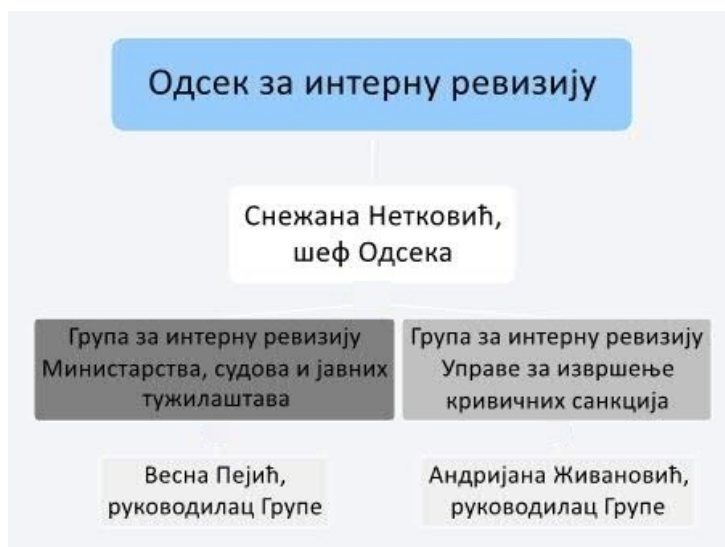 Одсек за интерну ревизију
Снежана Нетковић,
шеф Одсека
Група за интерну ревизију
Министарства, судова и јавних
тужилаштава
Група за интерну ревизију
Управе за извршење
кривичних санкција
Весна Пејић,
руководилац Групе
Андријана Живановић,
руководилац Групе